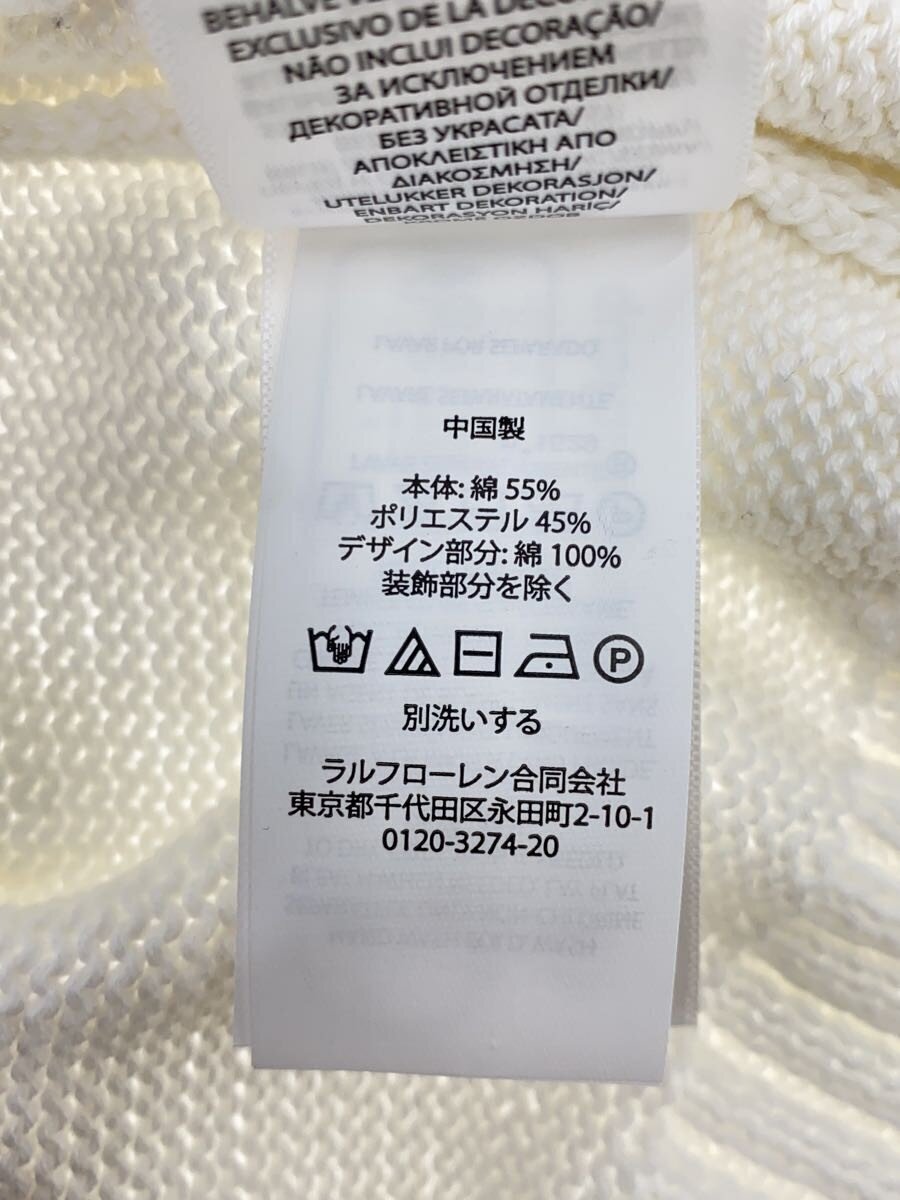 BEHALVE
EXCLUSIVO DE LA
NÃO INCLUI DECORAÇÃO/
ЗА ИСКЛЮЧЕНИЕМ
ДЕКОРАТИВНОЙ ОТДЕЛКИ/
БЕЗ УКРАСАТА/
ΑΠΟΚΛΕΙΣΤΙΚΗ ΑΠΟ
ΔΙΑΚΟΣΜΗΣΗ/
UTELUKKER DEKORASJON/
ENBART DEKORATION/
DEKORASYON HARİÇ/
中国製
本体: 綿 55%
ポリエステル 45%
デザイン部分: 綿 100%
装飾部分を除く
P
別洗いする
ラルフローレン合同会社
東京都千代田区永田町2-10-1
0120-3274-20